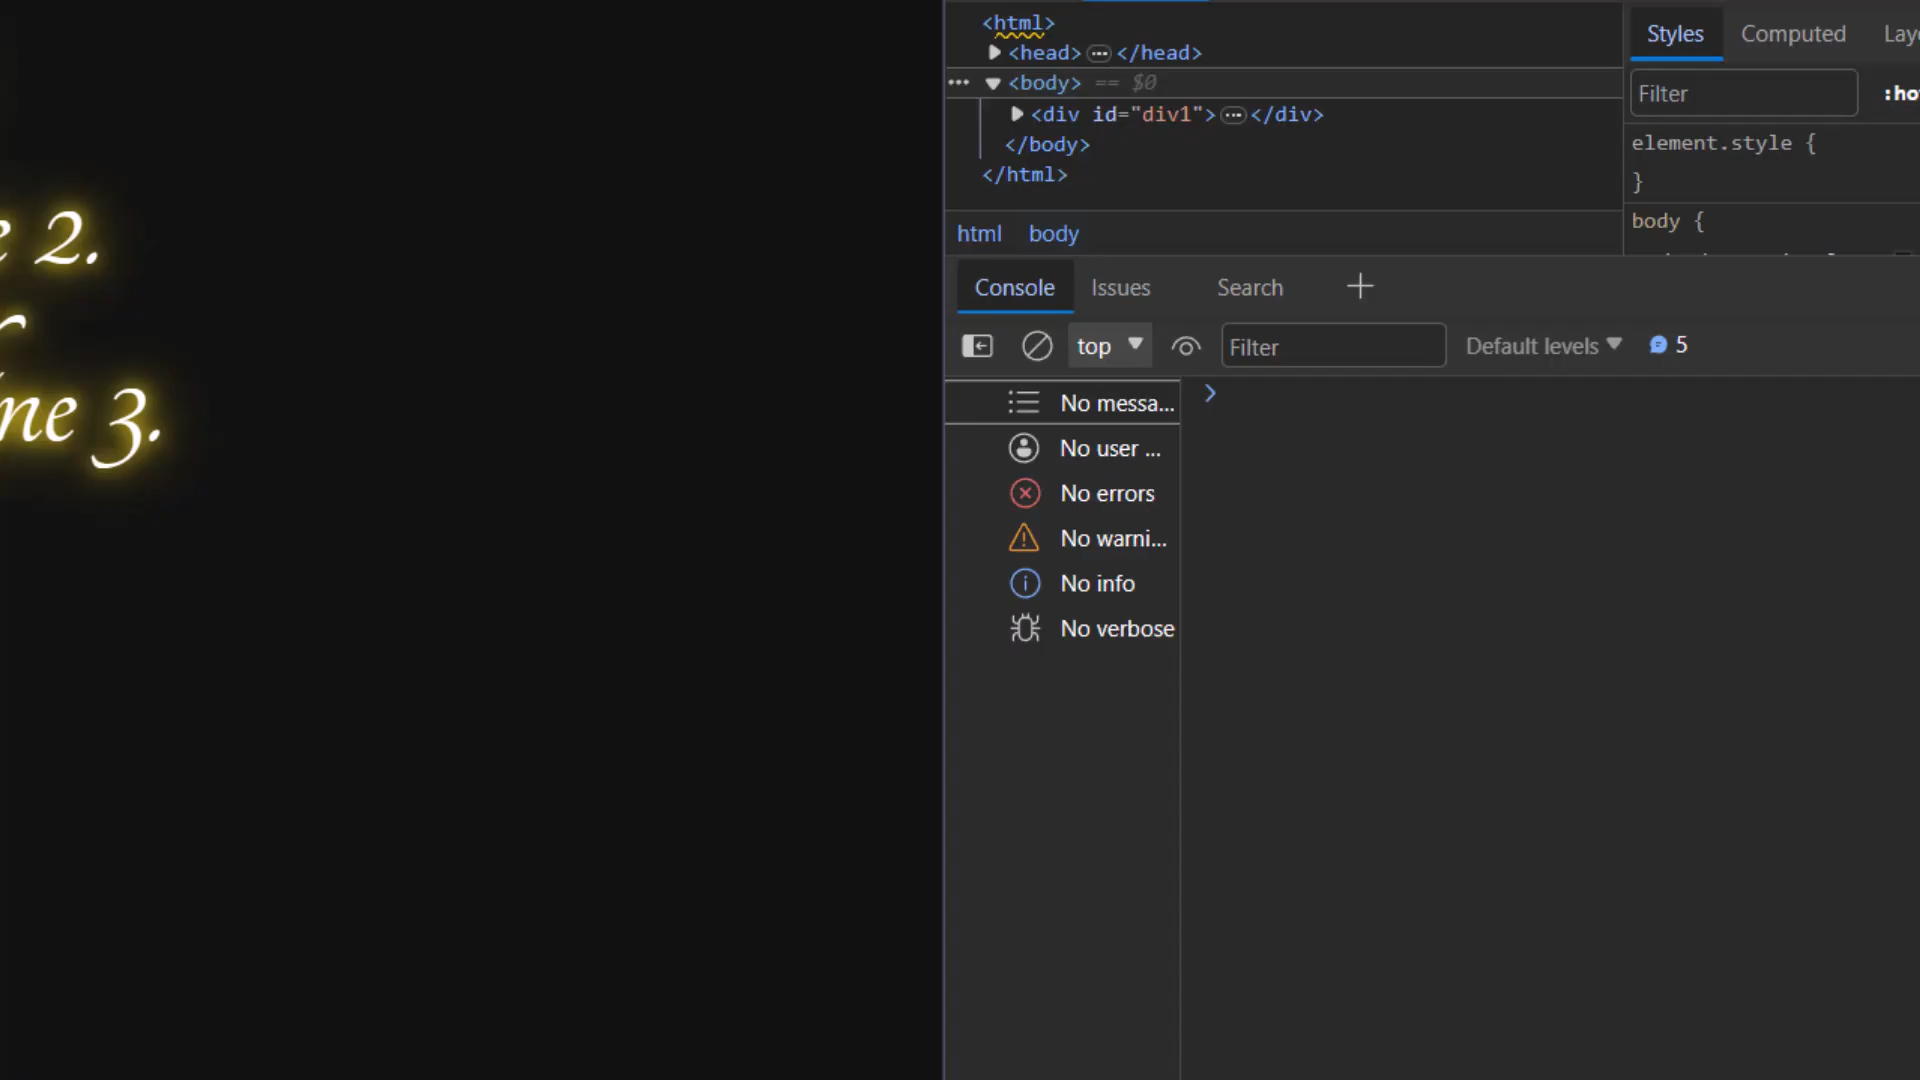 2.
ne 3.
<html>
<head> ⋯ </head>
<body> == $0
<div id="div1"> ⋯ </div>
</body>
</html>
html body
Styles Computed Lay
Filter :ho
element.style {
}
body {
Console Issues Search +
top Filter Default levels 5
No messa...
No user ...
No errors
No warni...
No info
No verbose